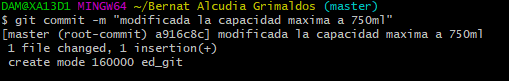 DAM@XA13D1 MINGW64 ~/Bernat Alcudia Grimaldos (master)
$ git commit -m "modificada la capacidad maxima a 750ml"
[master (root-commit) a916c8c] modificada la capacidad maxima a 750ml
 1 file changed, 1 insertion(+)
 create mode 160000 ed_git